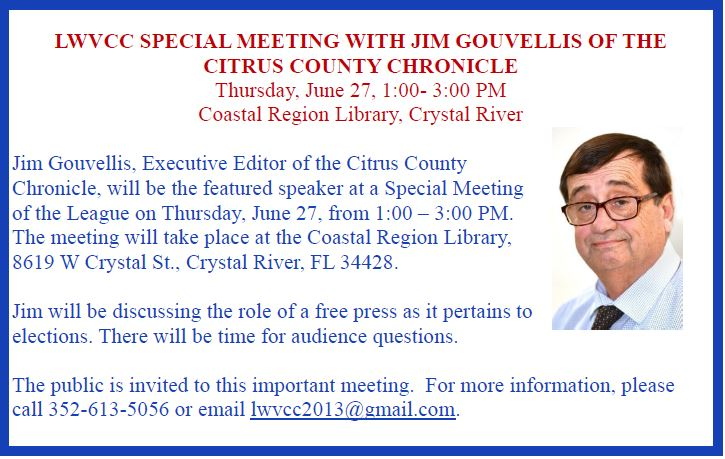 LWVCC SPECIAL MEETING WITH JIM GOUVELLIS OF THE
CITRUS COUNTY CHRONICLE
Thursday, June 27, 1:00- 3:00 PM
Coastal Region Library, Crystal River
Jim Gouvellis, Executive Editor of the Citrus County
Chronicle, will be the featured speaker at a Special Meeting
of the League on Thursday, June 27, from 1:00 – 3:00 PM.
The meeting will take place at the Coastal Region Library,
8619 W Crystal St., Crystal River, FL 34428.
Jim will be discussing the role of a free press as it pertains to
elections. There will be time for audience questions.
The public is invited to this important meeting.  For more information, please
call 352-613-5056 or email lwvcc2013@gmail.com.